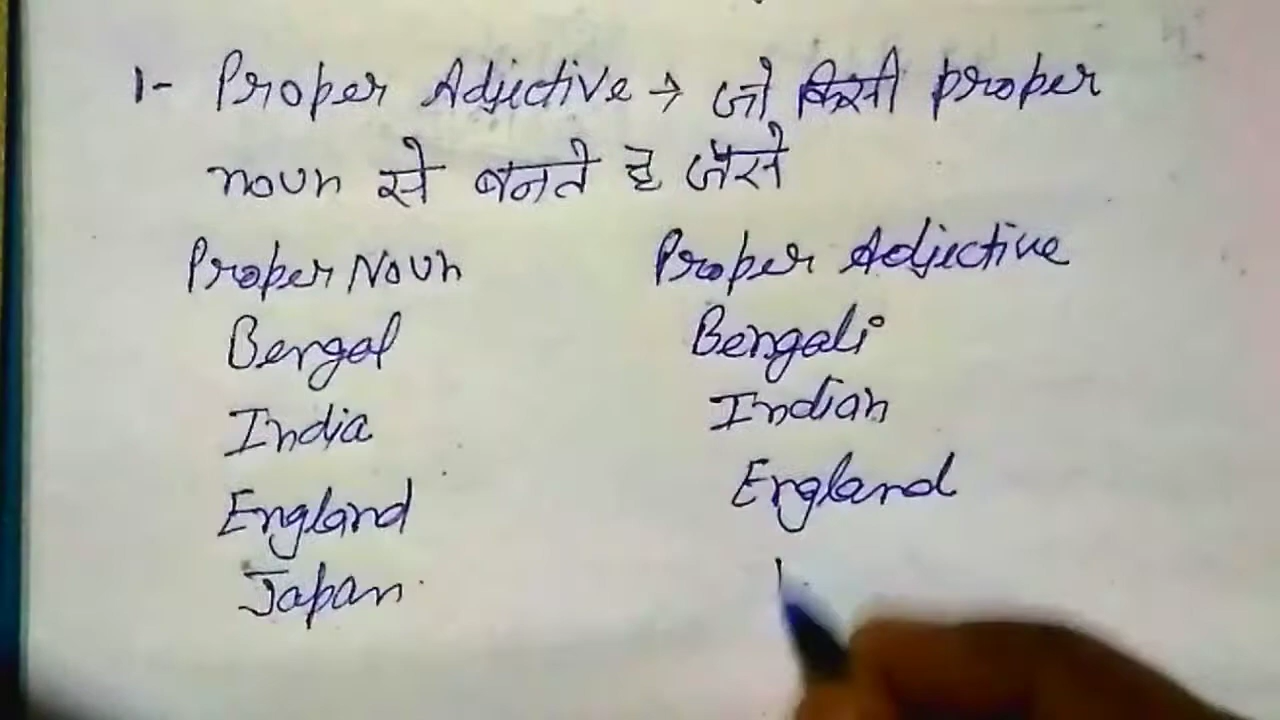 1- Proper Adjective → जो किसी proper
noun से बनते है जैसे
Proper Noun Proper Adjective
Bengal Bengali
India Indian
England England
Japan